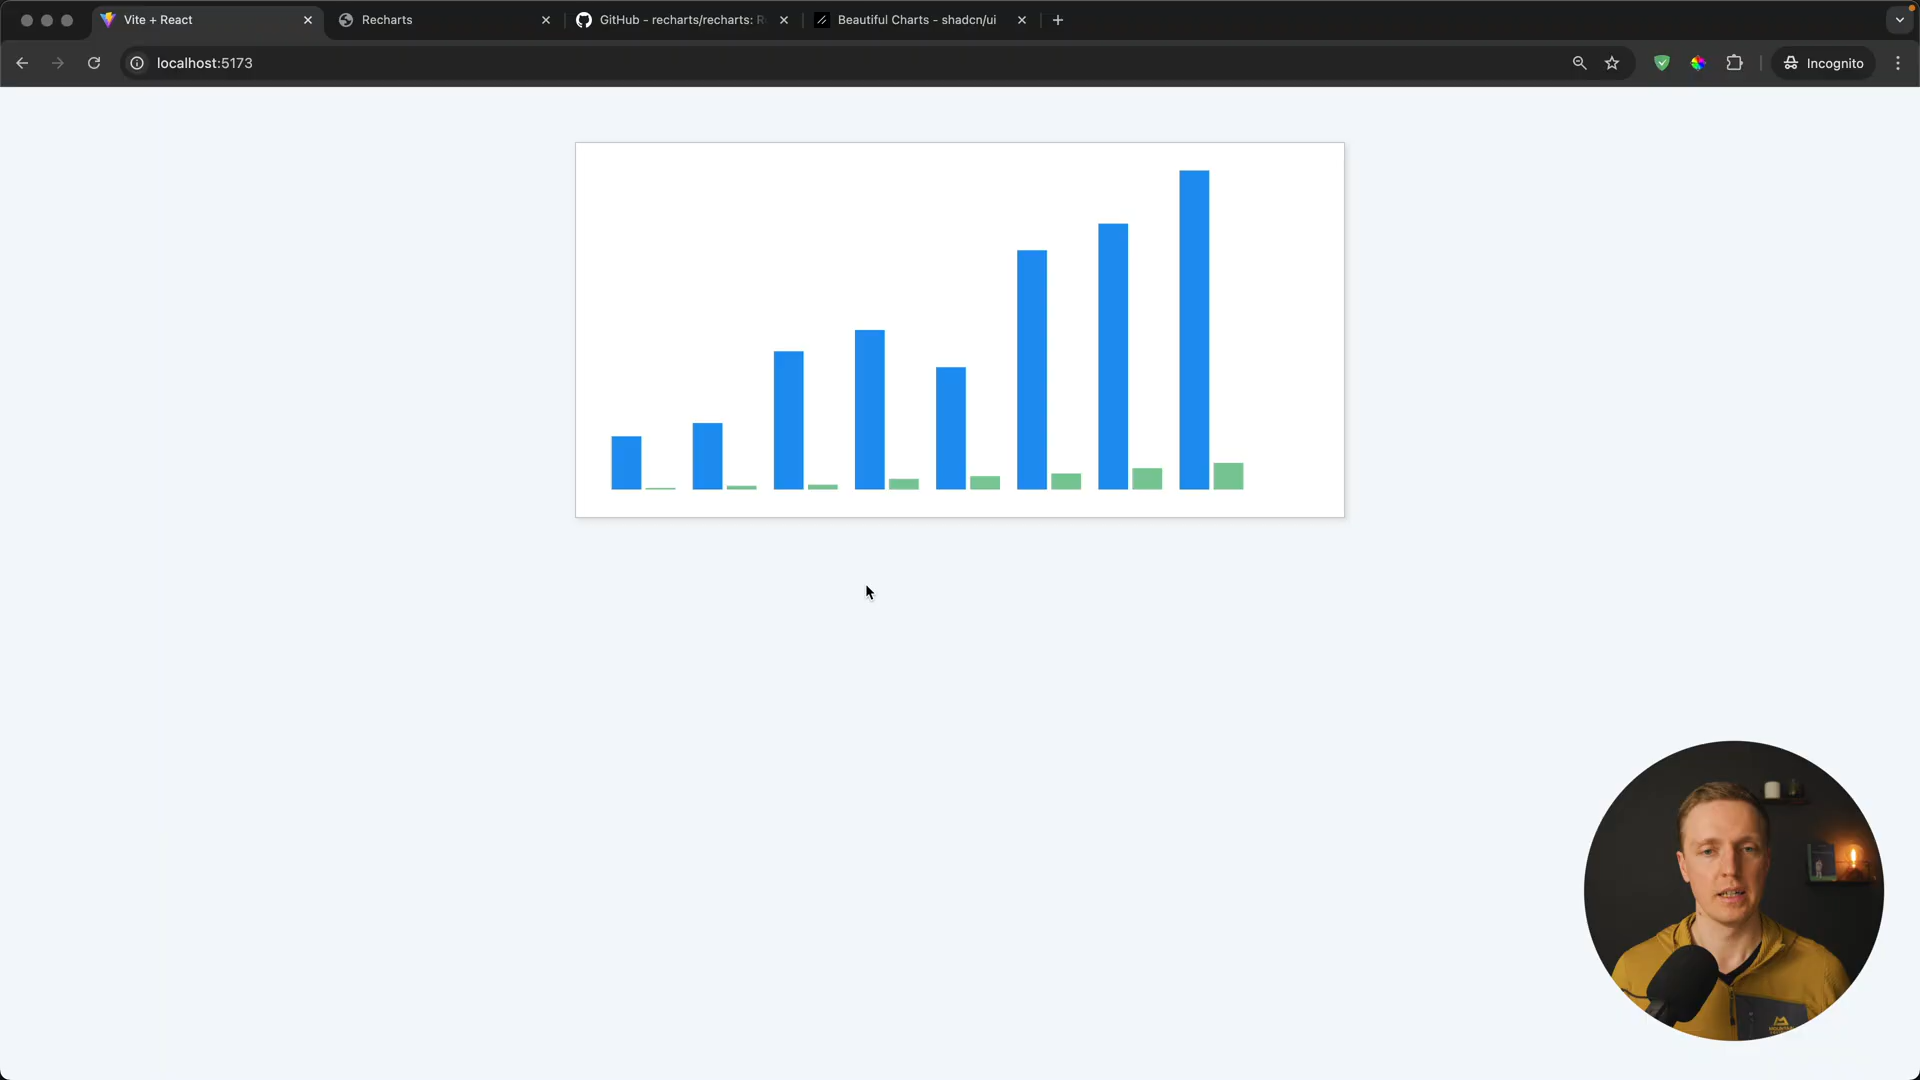 Vite + React
Recharts
GitHub - recharts/recharts: R
Beautiful Charts - shadcn/ui
localhost:5173
Incognito